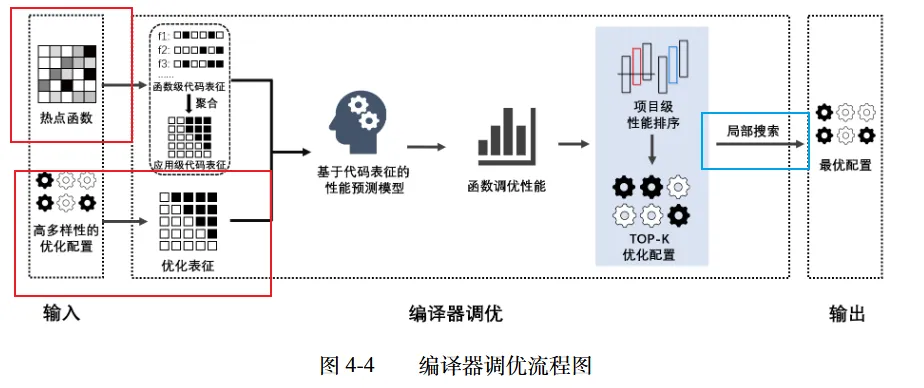 f1:
f2:
f3:
……
函数级代码表征
聚合
应用级代码表征
热点函数
高多样性的
优化配置
优化表征
基于代码表征的
性能预测模型
函数调优性能
项目级
性能排序
TOP-K
优化配置
局部搜索
最优配置
输入
编译器调优
输出
图 4-4 编译器调优流程图